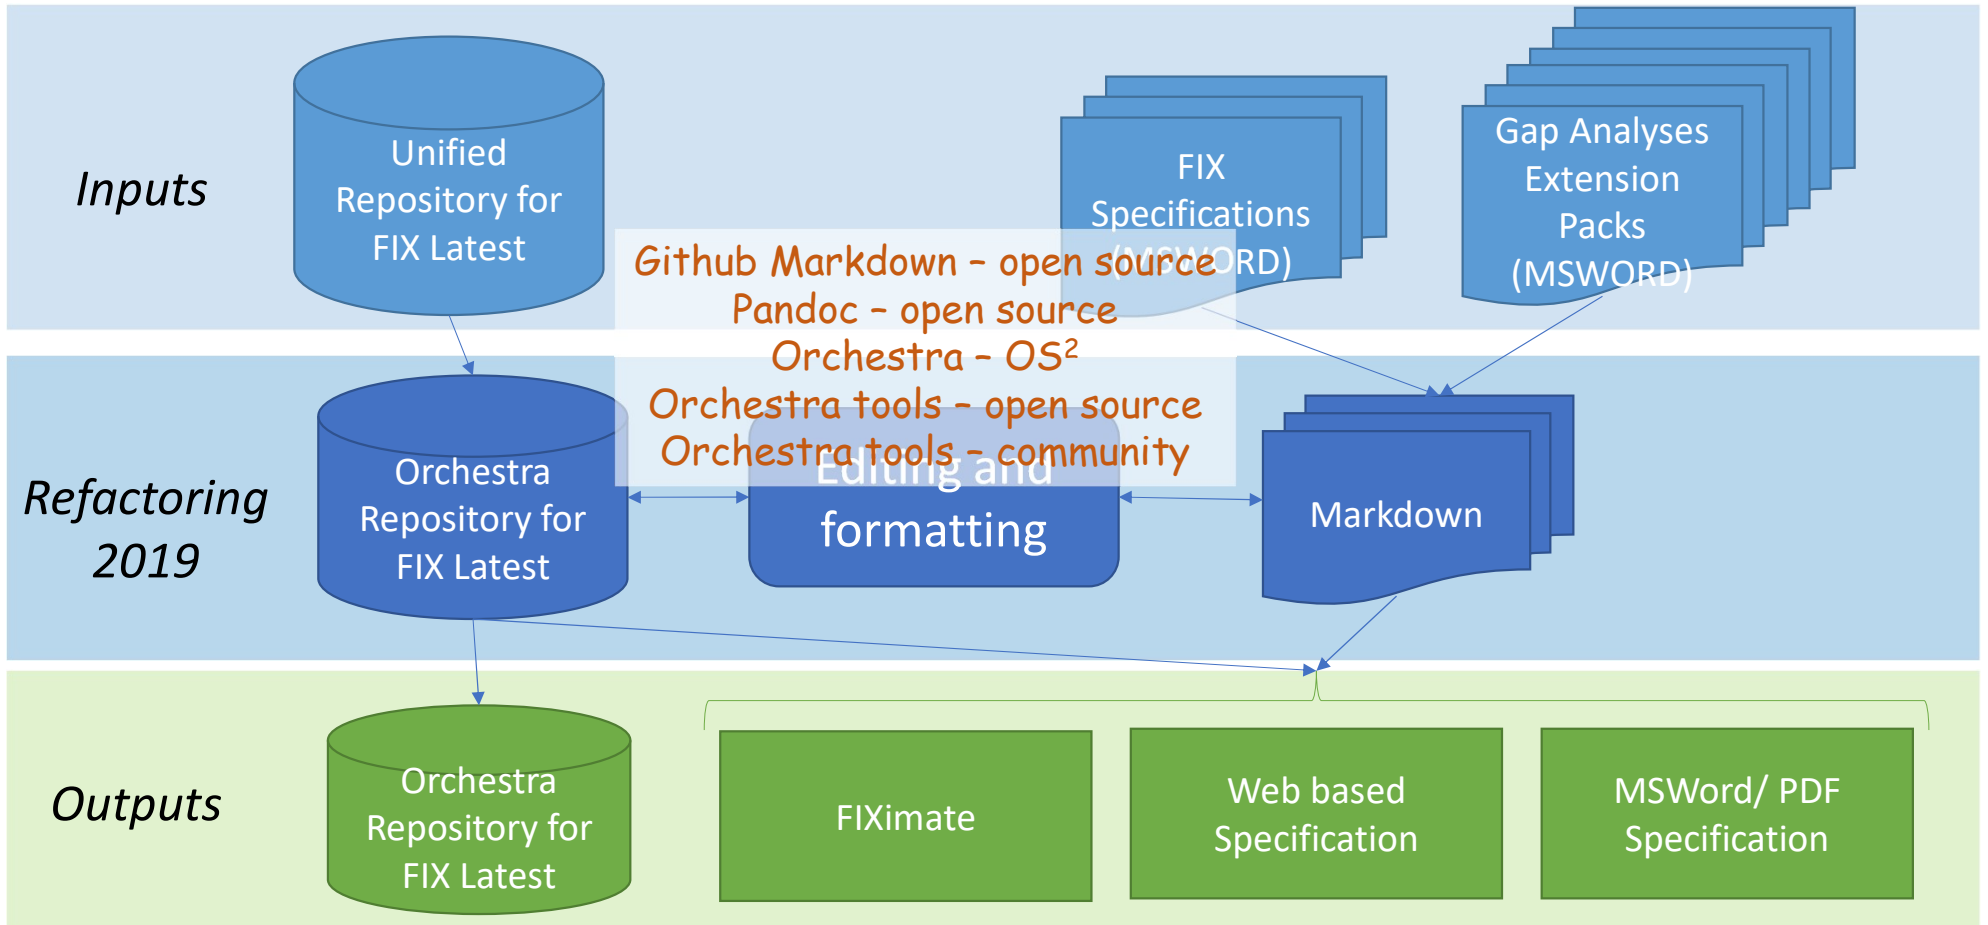 Inputs
Unified
Repository for
FIX Latest
FIX
Specifications
(MSWORD)
Gap Analyses
Extension
Packs
(MSWORD)
Github Markdown – open source
Pandoc – open source
Orchestra – OS²
Orchestra tools – open source
Orchestra tools – community
Refactoring
2019
Orchestra
Repository for
FIX Latest
Editing and
formatting
Markdown
Outputs
Orchestra
Repository for
FIX Latest
FIXimate
Web based
Specification
MSWord/ PDF
Specification